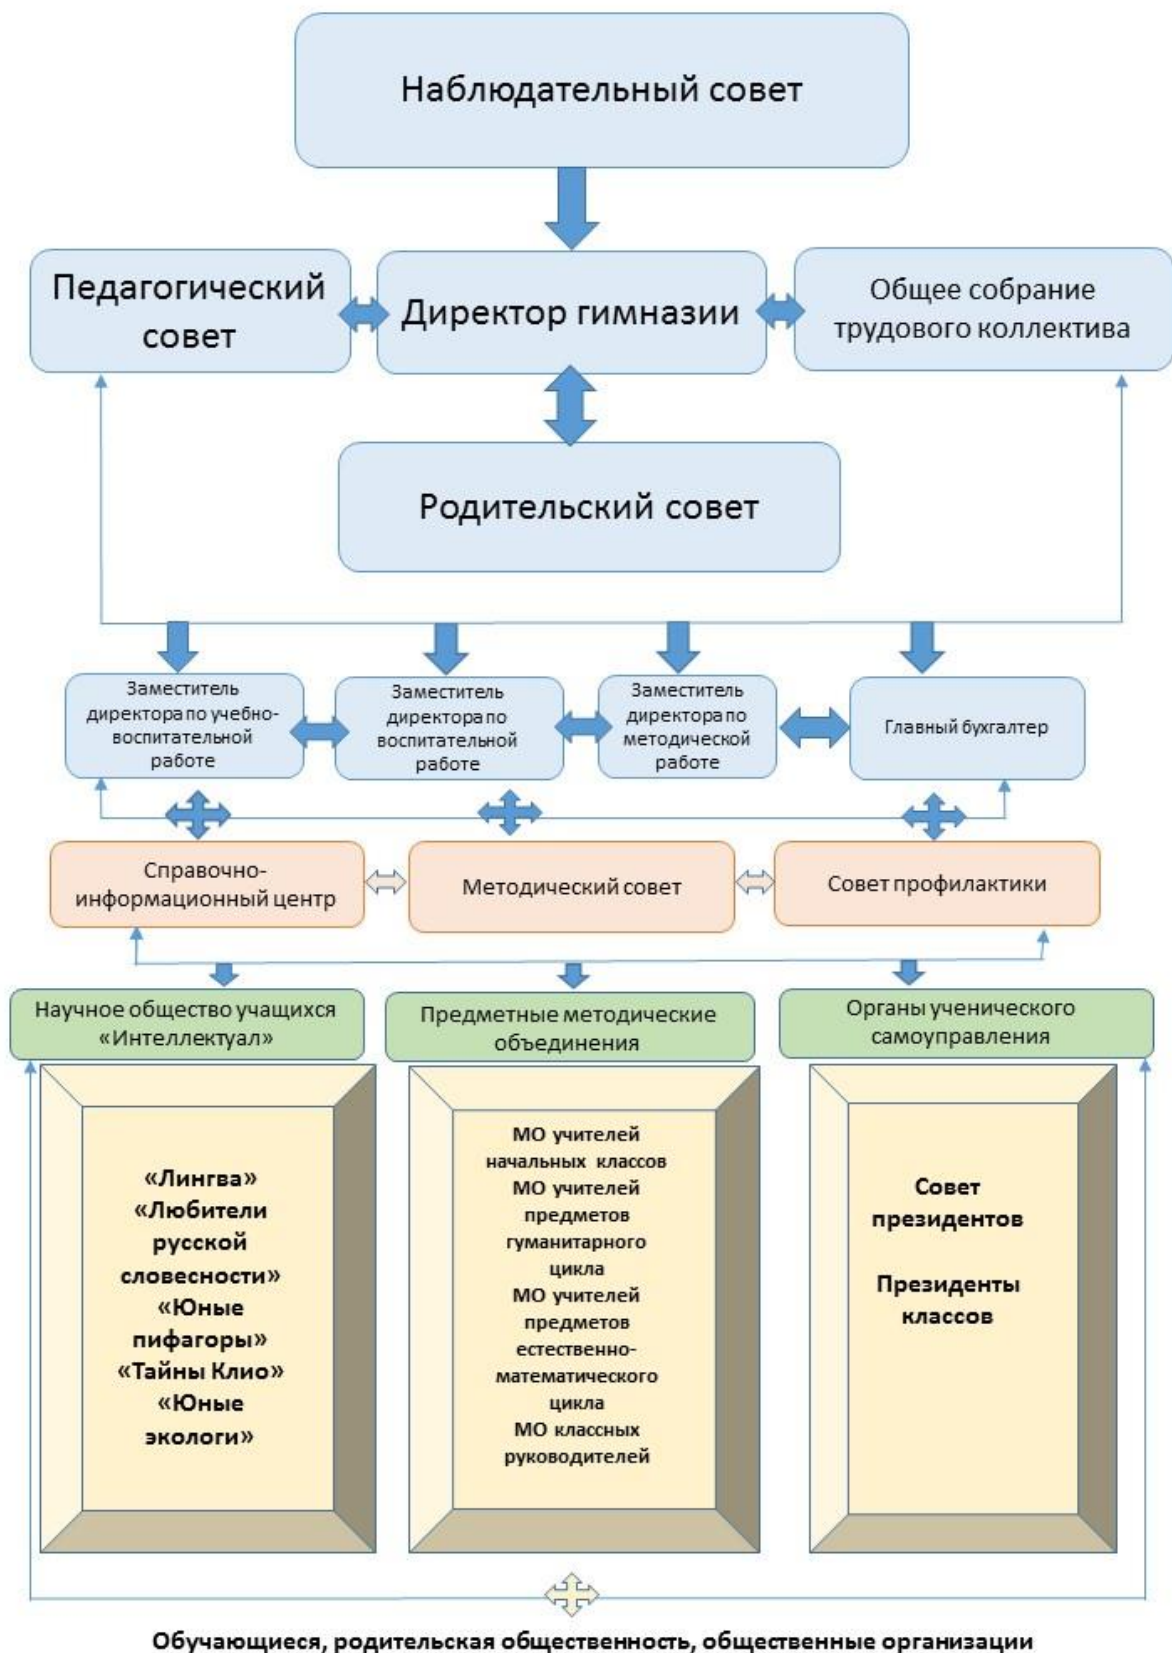 Наблюдательный совет
Педагогический
совет
Директор гимназии
Общее собрание
трудового коллектива
Родительский совет
Заместитель
директора по учебно-
воспитательной
работе
Заместитель
директора по
воспитательной
работе
Заместитель
директора по
методической
работе
Главный бухгалтер
Справочно-
информационный центр
Методический совет
Совет профилактики
Научное общество учащихся
«Интеллектуал»
Предметные методические
объединения
Органы ученического
самоуправления
«Лингва»
«Любители
русской
словесности»
«Юные
пифагоры»
«Тайны Клио»
«Юные
экологи»
МО учителей
начальных классов
МО учителей
предметов
гуманитарного
цикла
МО учителей
предметов
естественно-
математического
цикла
МО классных
руководителей
Совет
президентов
Президенты
классов
Обучающиеся, родительская общественность, общественные организации